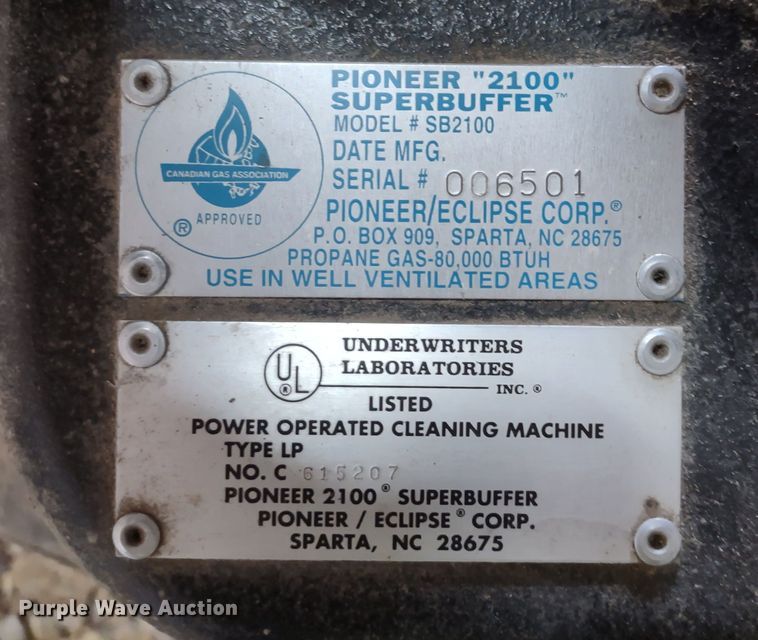 PIONEER "2100"
SUPERBUFFER™
MODEL # SB2100
DATE MFG.
SERIAL # 006501
PIONEER/ECLIPSE CORP.®
P.O. BOX 909, SPARTA, NC 28675
PROPANE GAS-80,000 BTUH
USE IN WELL VENTILATED AREAS
CANADIAN GAS ASSOCIATION
® APPROVED
UL®
UNDERWRITERS
LABORATORIES
INC.®
LISTED
POWER OPERATED CLEANING MACHINE
TYPE LP
NO. C 615207
PIONEER 2100® SUPERBUFFER
PIONEER / ECLIPSE® CORP.
SPARTA, NC 28675
Purple Wave Auction